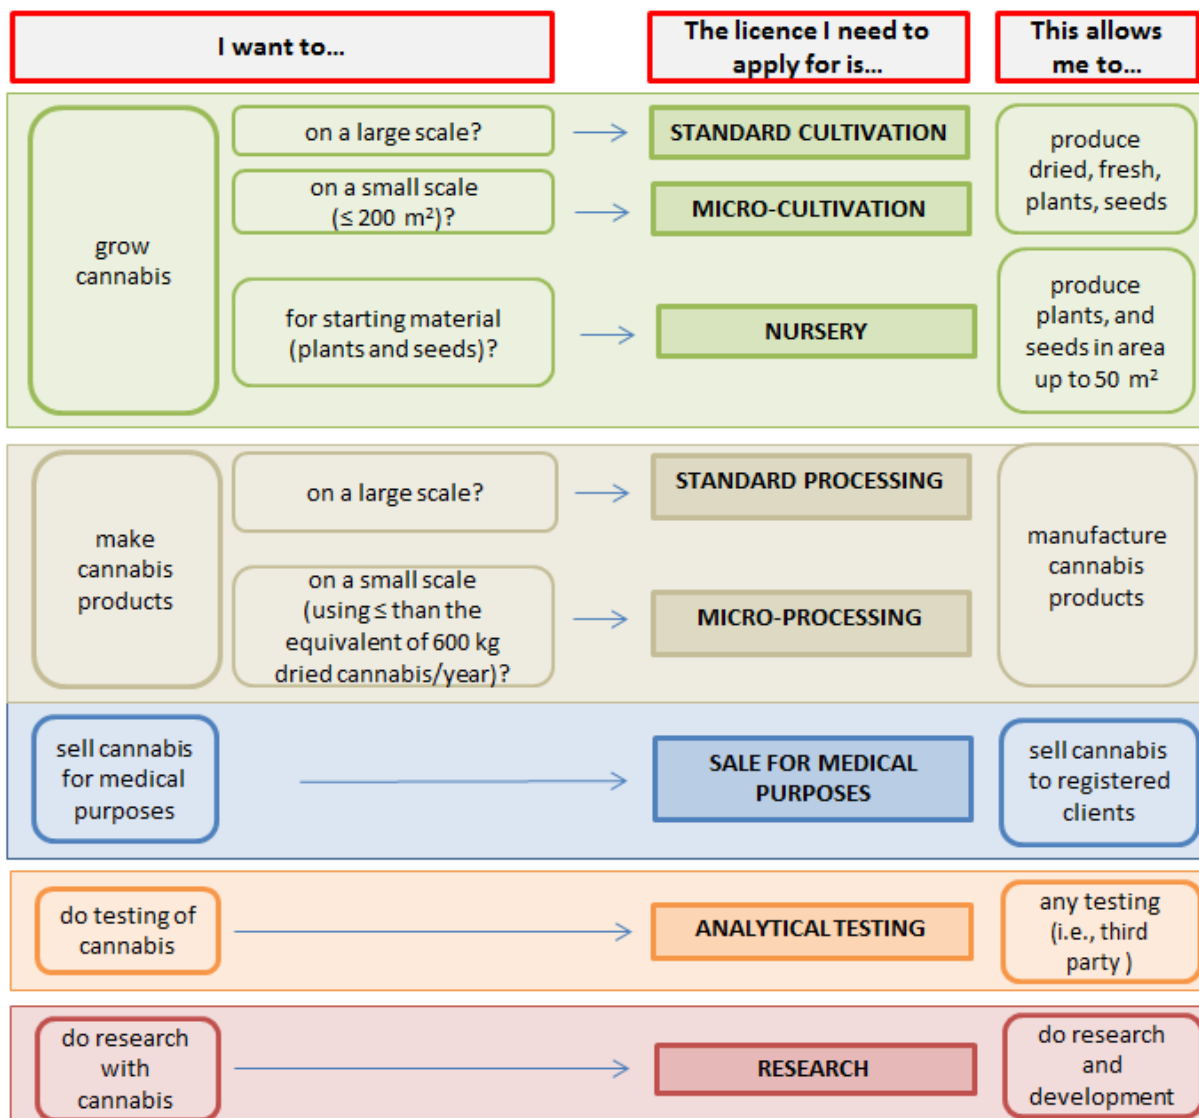 I want to...
The licence I need to
apply for is...
This allows
me to...
grow
cannabis
on a large scale?
STANDARD CULTIVATION
on a small scale
(≤ 200 m²)?
MICRO-CULTIVATION
produce
dried, fresh,
plants, seeds
for starting material
(plants and seeds)?
NURSERY
produce
plants, and
seeds in area
up to 50 m²
make
cannabis
products
on a large scale?
STANDARD PROCESSING
on a small scale
(using ≤ than the
equivalent of 600 kg
dried cannabis/year)?
MICRO-PROCESSING
manufacture
cannabis
products
sell cannabis
for medical
purposes
SALE FOR MEDICAL
PURPOSES
sell cannabis
to registered
clients
do testing of
cannabis
ANALYTICAL TESTING
any testing
(i.e., third
party )
do research
with
cannabis
RESEARCH
do research
and
development